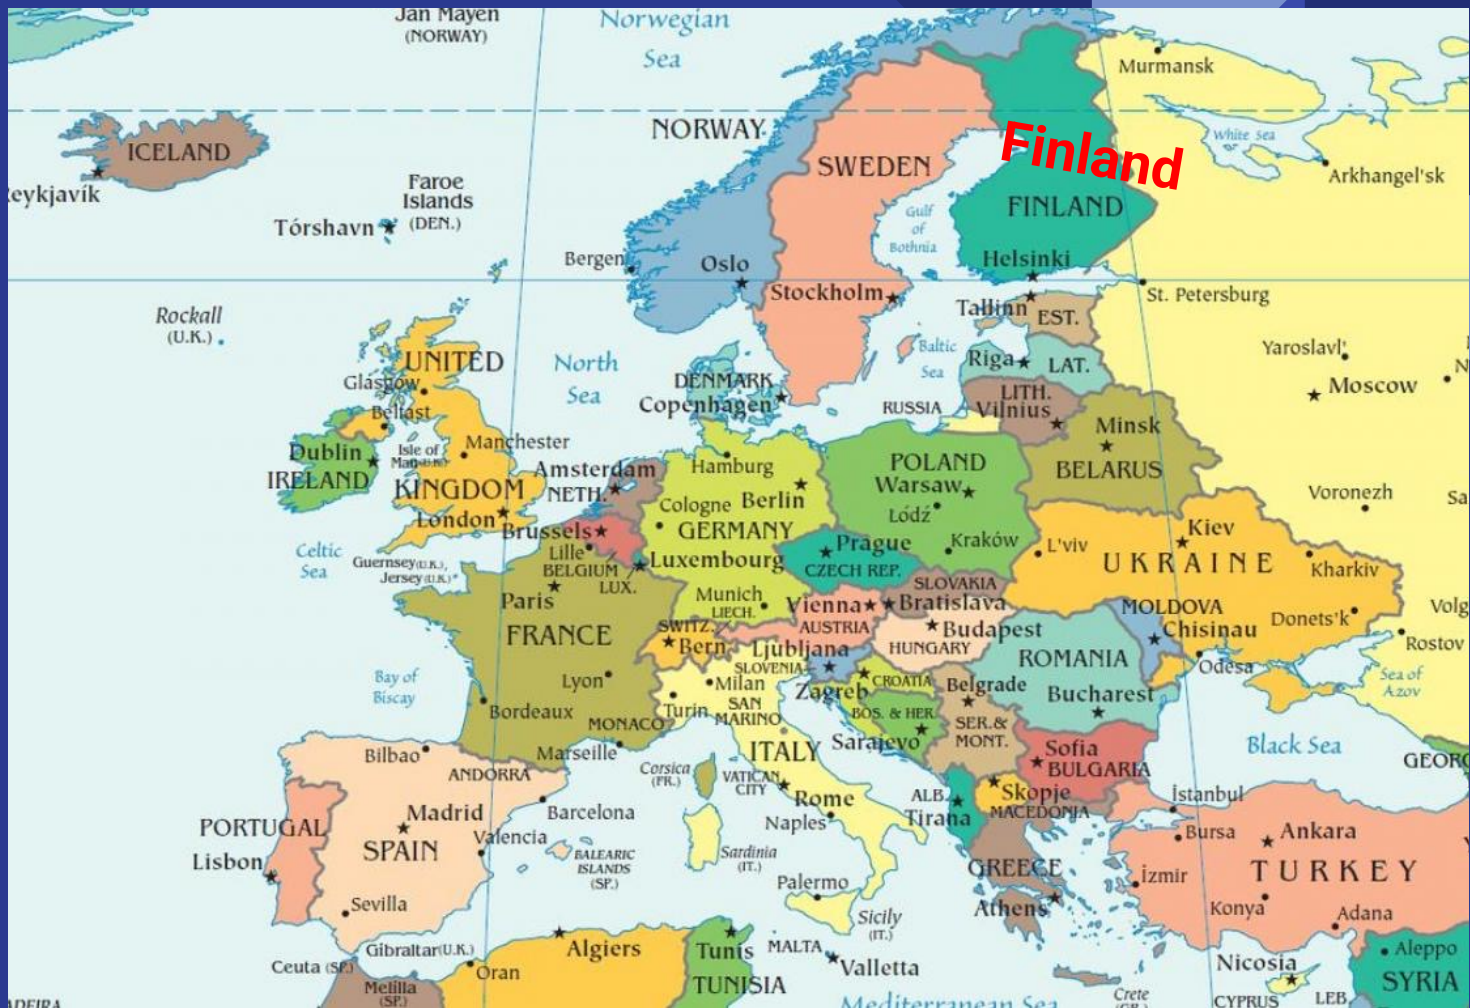 Jan Mayen
(NORWAY)
Norwegian
Sea
Murmansk
NORWAY
White Sea
ICELAND
SWEDEN
Finland
Arkhangel'sk
Faroe
Islands
(DEN.)
Tórshavn
FINLAND
Gulf
of
Bothnia
Bergen
Oslo
Helsinki
Stockholm
Tallinn
EST.
St. Petersburg
Rockall
(U.K.)
UNITED
KINGDOM
North
Sea
Baltic
Sea
Riga
LAT.
Yaroslavl'
Glasgow
DENMARK
Copenhagen
LITH.
Vilnius
Moscow
RUSSIA
Belfast
Minsk
BELARUS
Dublin
IRELAND
Isle of
Man (U.K.)
Manchester
Amsterdam
NETH.
Hamburg
POLAND
Warsaw
London
Brussels
Cologne
Berlin
Łódź
Voronezh
GERMANY
Kiev
Celtic
Sea
Guernsey (U.K.)
Jersey (U.K.)
Lille
BELGIUM
LUX.
Luxembourg
Prague
CZECH REP.
Kraków
L'viv
UKRAINE
Kharkiv
Paris
Munich
LIECH.
Vienna
SLOVAKIA
Bratislava
MOLDOVA
Chisinau
Donets'k
FRANCE
SWITZ.
Bern
AUSTRIA
Budapest
HUNGARY
Rostov
Ljubljana
SLOVENIA
ROMANIA
Odesa
Bay of
Biscay
Lyon
Milan
Zagreb
CROATIA
Belgrade
Bucharest
Sea of
Azov
Bordeaux
Turin
SAN
MARINO
BOS. & HER.
SER.&
MONT.
MONACO
Bilbao
Marseille
ITALY
Sarajevo
Sofia
BULGARIA
Black Sea
ANDORRA
Corsica
(FR.)
VATICAN
CITY
Rome
ALB.
Tirana
Skopje
MACEDONIA
İstanbul
PORTUGAL
Lisbon
Madrid
SPAIN
Barcelona
Valencia
Naples
Bursa
Ankara
BALEARIC
ISLANDS
(SP.)
Sardinia
(IT.)
GREECE
TURKEY
İzmir
Sevilla
Palermo
Athens
Konya
Adana
Sicily
(IT.)
Gibraltar (U.K.)
Ceuta (SP.)
Melilla
(SP.)
Oran
Algiers
Tunis
TUNISIA
MALTA
Valletta
Nicosia
CYPRUS
Aleppo
SYRIA
LEB.
Mediterranean Sea
Crete
(GR.)